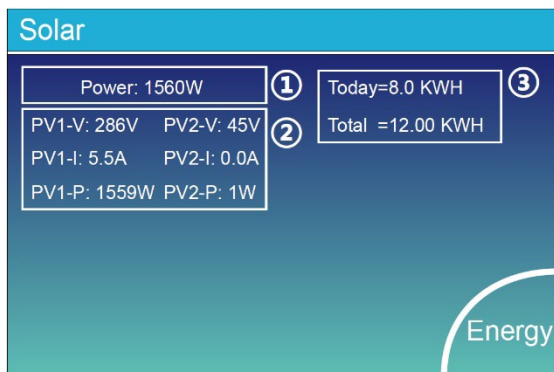 Solar
Power: 1560W
①
PV1-V: 286V PV2-V: 45V
②
PV1-I: 5.5A PV2-I: 0.0A
PV1-P: 1559W PV2-P: 1W
Today=8.0 KWH
③
Total =12.00 KWH
Energy